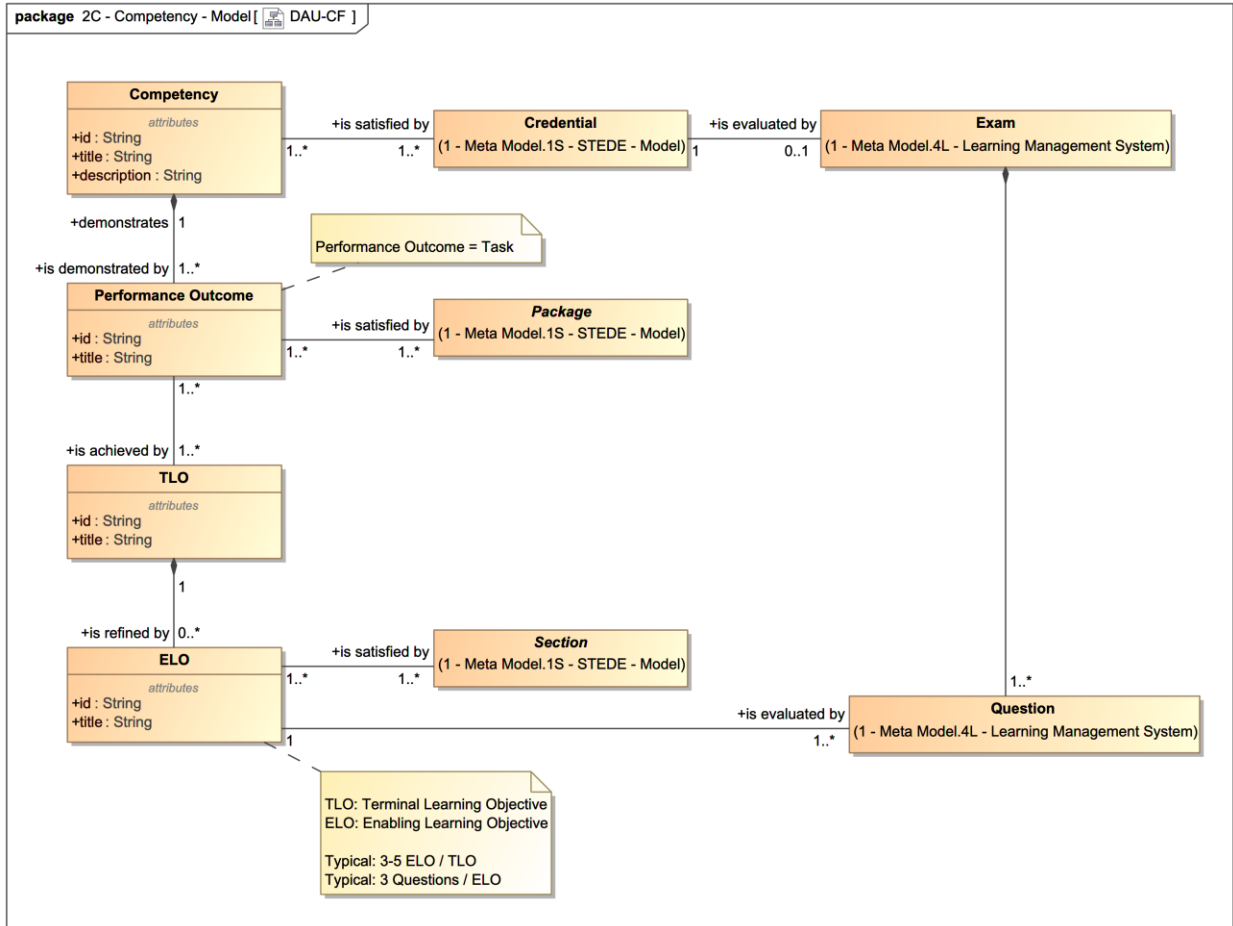 package 2C - Competency - Model [ DAU-CF ]
Competency
attributes
+id : String
+title : String
+description : String
+is satisfied by
1..*
1..*
Credential
(1 - Meta Model.1S - STEDE - Model)
+is evaluated by
1
0..1
Exam
(1 - Meta Model.4L - Learning Management System)
+demonstrates
1
+is demonstrated by
1..*
Performance Outcome = Task
Performance Outcome
attributes
+id : String
+title : String
+is satisfied by
1..*
1..*
Package
(1 - Meta Model.1S - STEDE - Model)
1..*
+is achieved by
1..*
TLO
attributes
+id : String
+title : String
1
+is refined by
0..*
ELO
attributes
+id : String
+title : String
+is satisfied by
1..*
1..*
Section
(1 - Meta Model.1S - STEDE - Model)
1..*
+is evaluated by
1
1..*
Question
(1 - Meta Model.4L - Learning Management System)
TLO: Terminal Learning Objective
ELO: Enabling Learning Objective
Typical: 3-5 ELO / TLO
Typical: 3 Questions / ELO